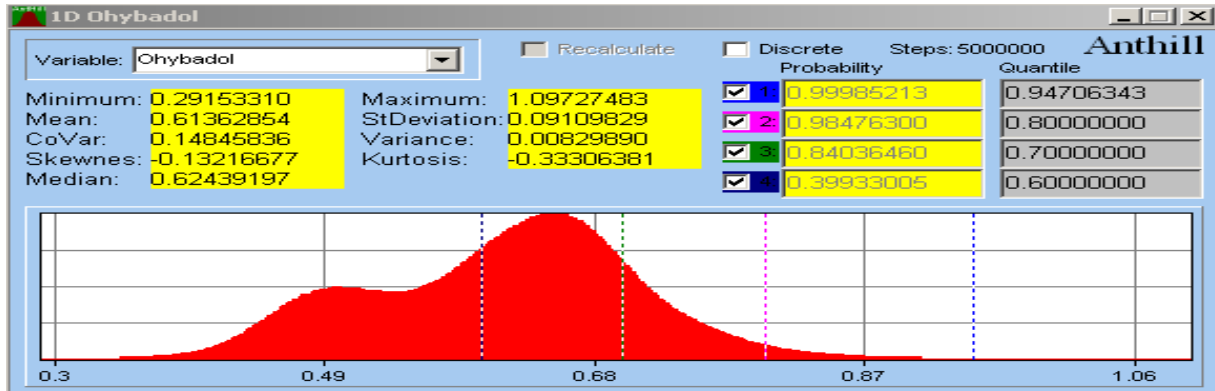 Anthill 1D Ohybadol
Variable: Ohybadol
Recalculate
Discrete Steps: 5000000 Anthill
Probability Quantile
Minimum: 0.29153310 Maximum: 1.09727483
Mean: 0.61362854 StDeviation: 0.09109829
CoVar: 0.14845836 Variance: 0.00829890
Skewnes: -0.13216677 Kurtosis: -0.33306381
Median: 0.62439197
1: 0.99985213 0.94706343
2: 0.98476300 0.80000000
3: 0.84036460 0.70000000
4: 0.39933005 0.60000000
0.3 0.49 0.68 0.87 1.06